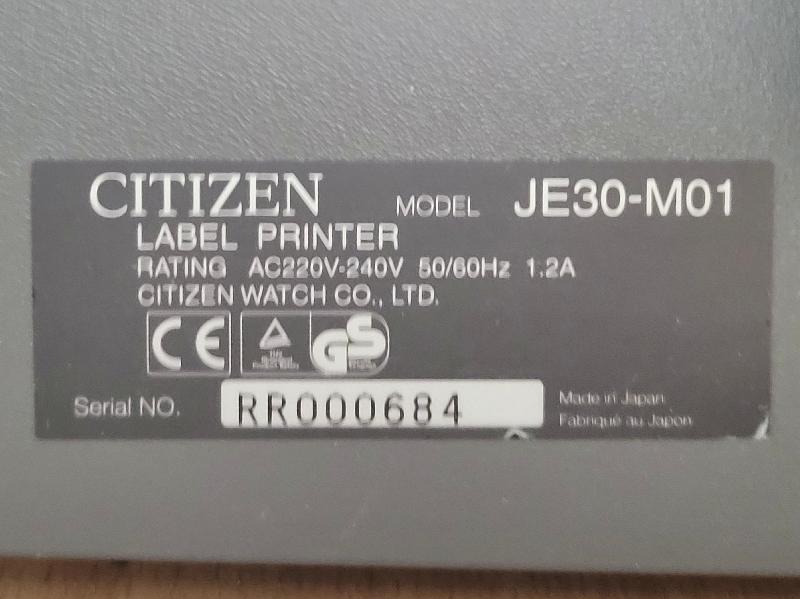 CITIZEN MODEL JE30-M01
LABEL PRINTER
RATING AC220V-240V 50/60Hz 1.2A
CITIZEN WATCH CO., LTD.
CE
GS
Serial NO. RR000684
Made in Japan
Fabriqué au Japon